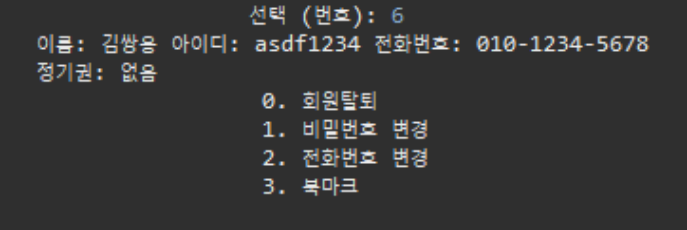 선택 (번호): 6
이름: 김쌍용 아이디: asdf1234 전화번호: 010-1234-5678
정기권: 없음
0. 회원탈퇴
1. 비밀번호 변경
2. 전화번호 변경
3. 북마크